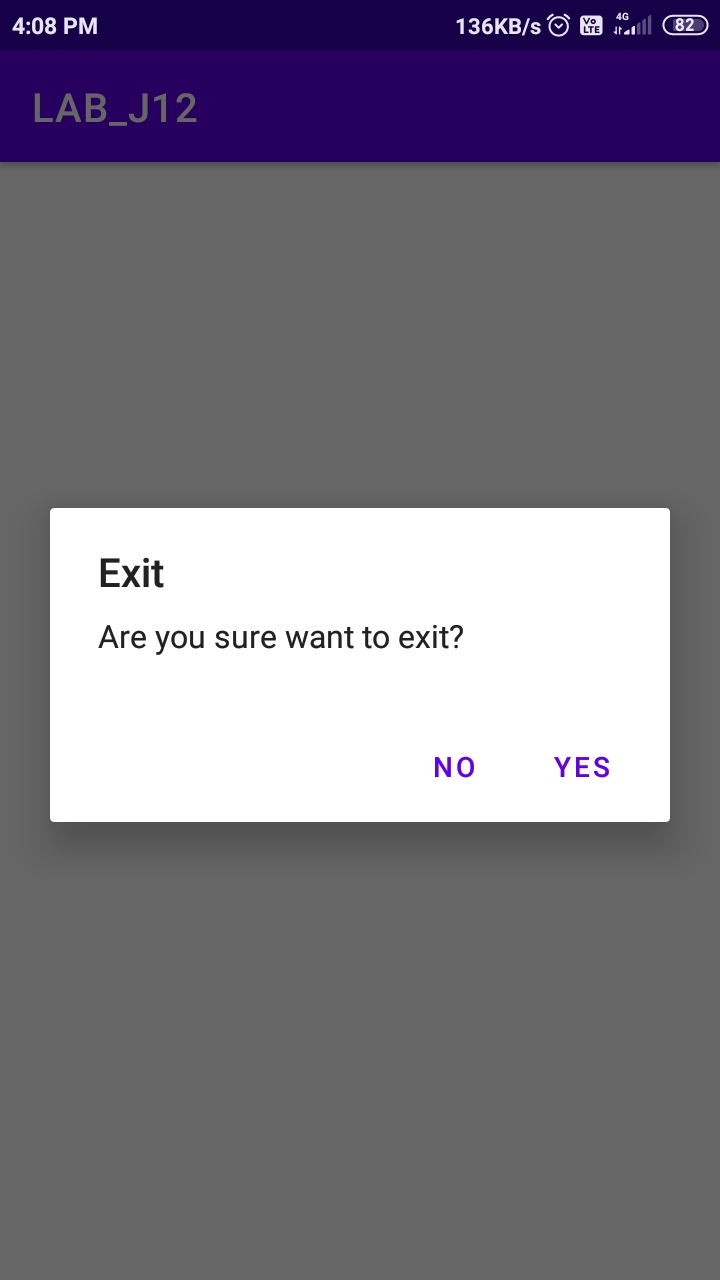 4:08 PM 136KB/s Vo LTE 4G 82
LAB_J12
Exit
Are you sure want to exit?
NO YES